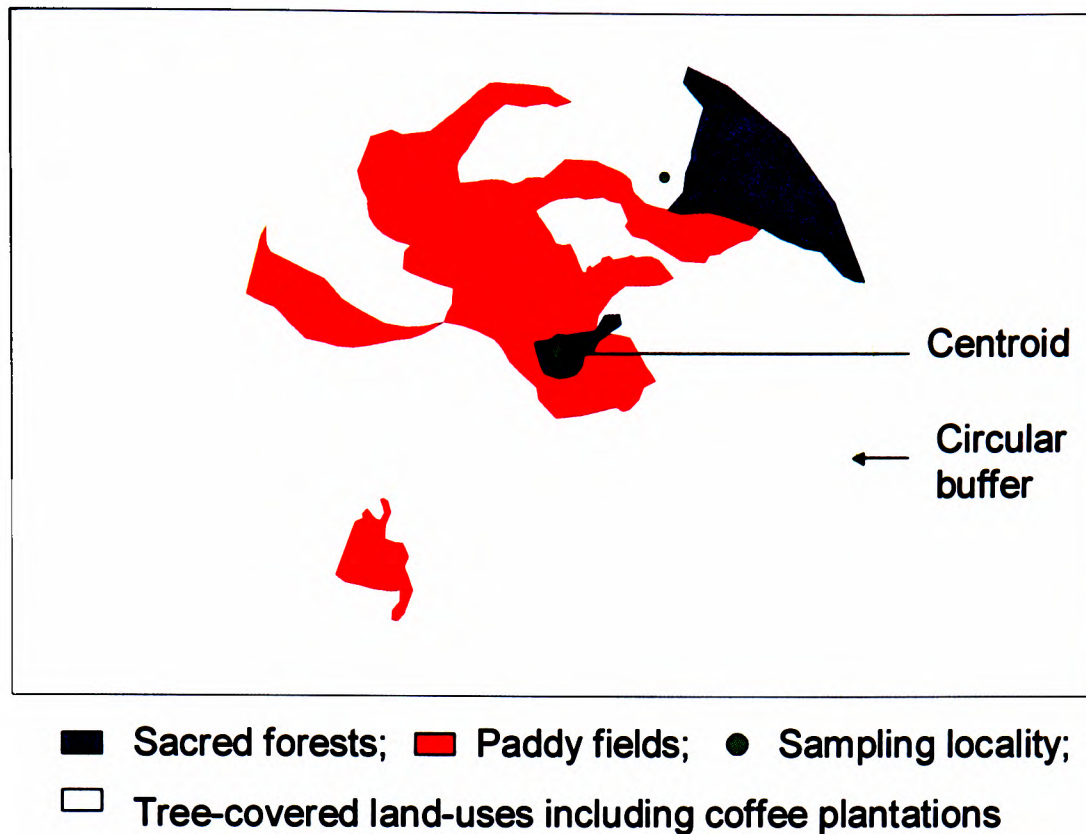 Centroid
Circular
buffer
Sacred forests; Paddy fields; Sampling locality;
Tree-covered land-uses including coffee plantations